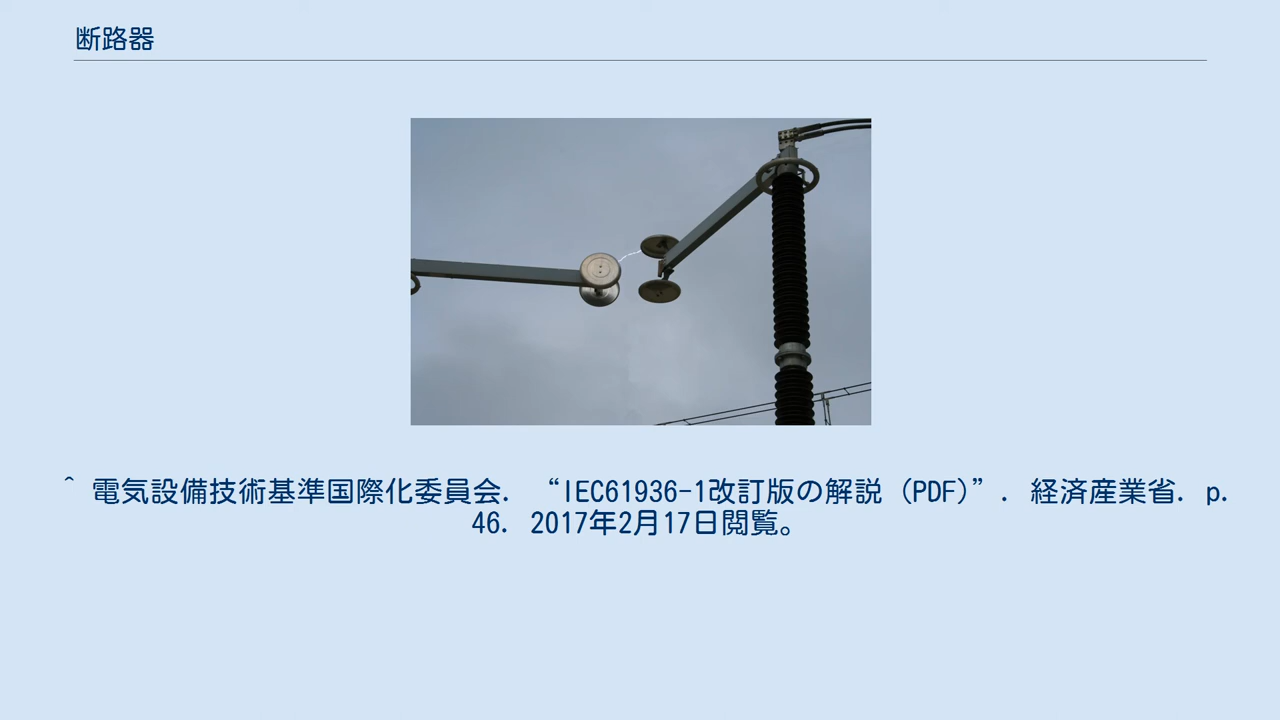 断路器
^ 電気設備技術基準国際化委員会. “IEC61936-1改訂版の解説 (PDF)”. 経済産業省. p.
46. 2017年2月17日閲覧。